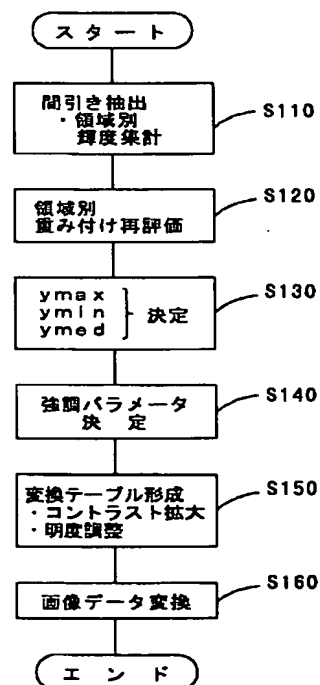 スタート
間引き抽出
・領域別
輝度集計
S110
領域別
重み付け再評価
S120
ymax
ymin
ymed
決定
S130
強調パラメータ
決 定
S140
変換テーブル形成
・コントラスト拡大
・明度調整
S150
画像データ変換
S160
エンド